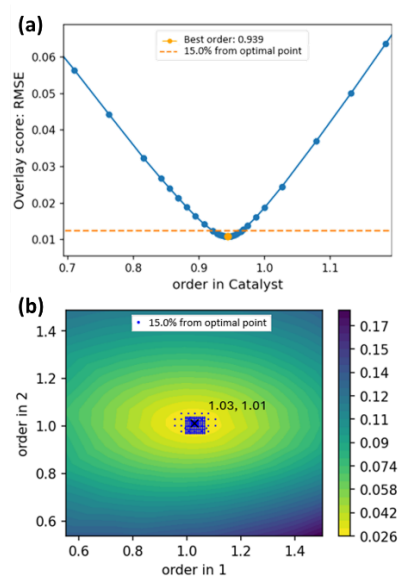 (a)
Best order: 0.939
15.0% from optimal point
0.06
0.05
0.04
0.03
0.02
0.01
Overlay score: RMSE
0.7 0.8 0.9 1.0 1.1
order in Catalyst
(b)
15.0% from optimal point
1.03, 1.01
1.4
1.2
1.0
0.8
0.6
order in 2
0.6 0.8 1.0 1.2 1.4
order in 1
0.17
0.15
0.14
0.12
0.11
0.09
0.074
0.058
0.042
0.026